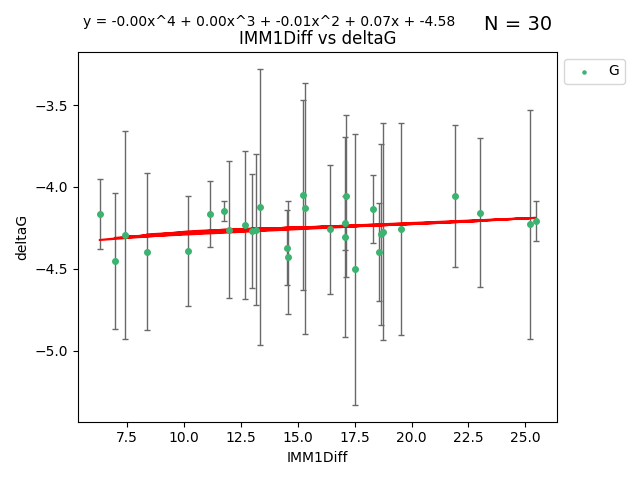 y = -0.00x^4 + 0.00x^3 + -0.01x^2 + 0.07x + -4.58
N = 30
IMM1Diff vs deltaG
G
−3.5
−4.0
−4.5
−5.0
deltaG
7.5 10.0 12.5 15.0 17.5 20.0 22.5 25.0
IMM1Diff